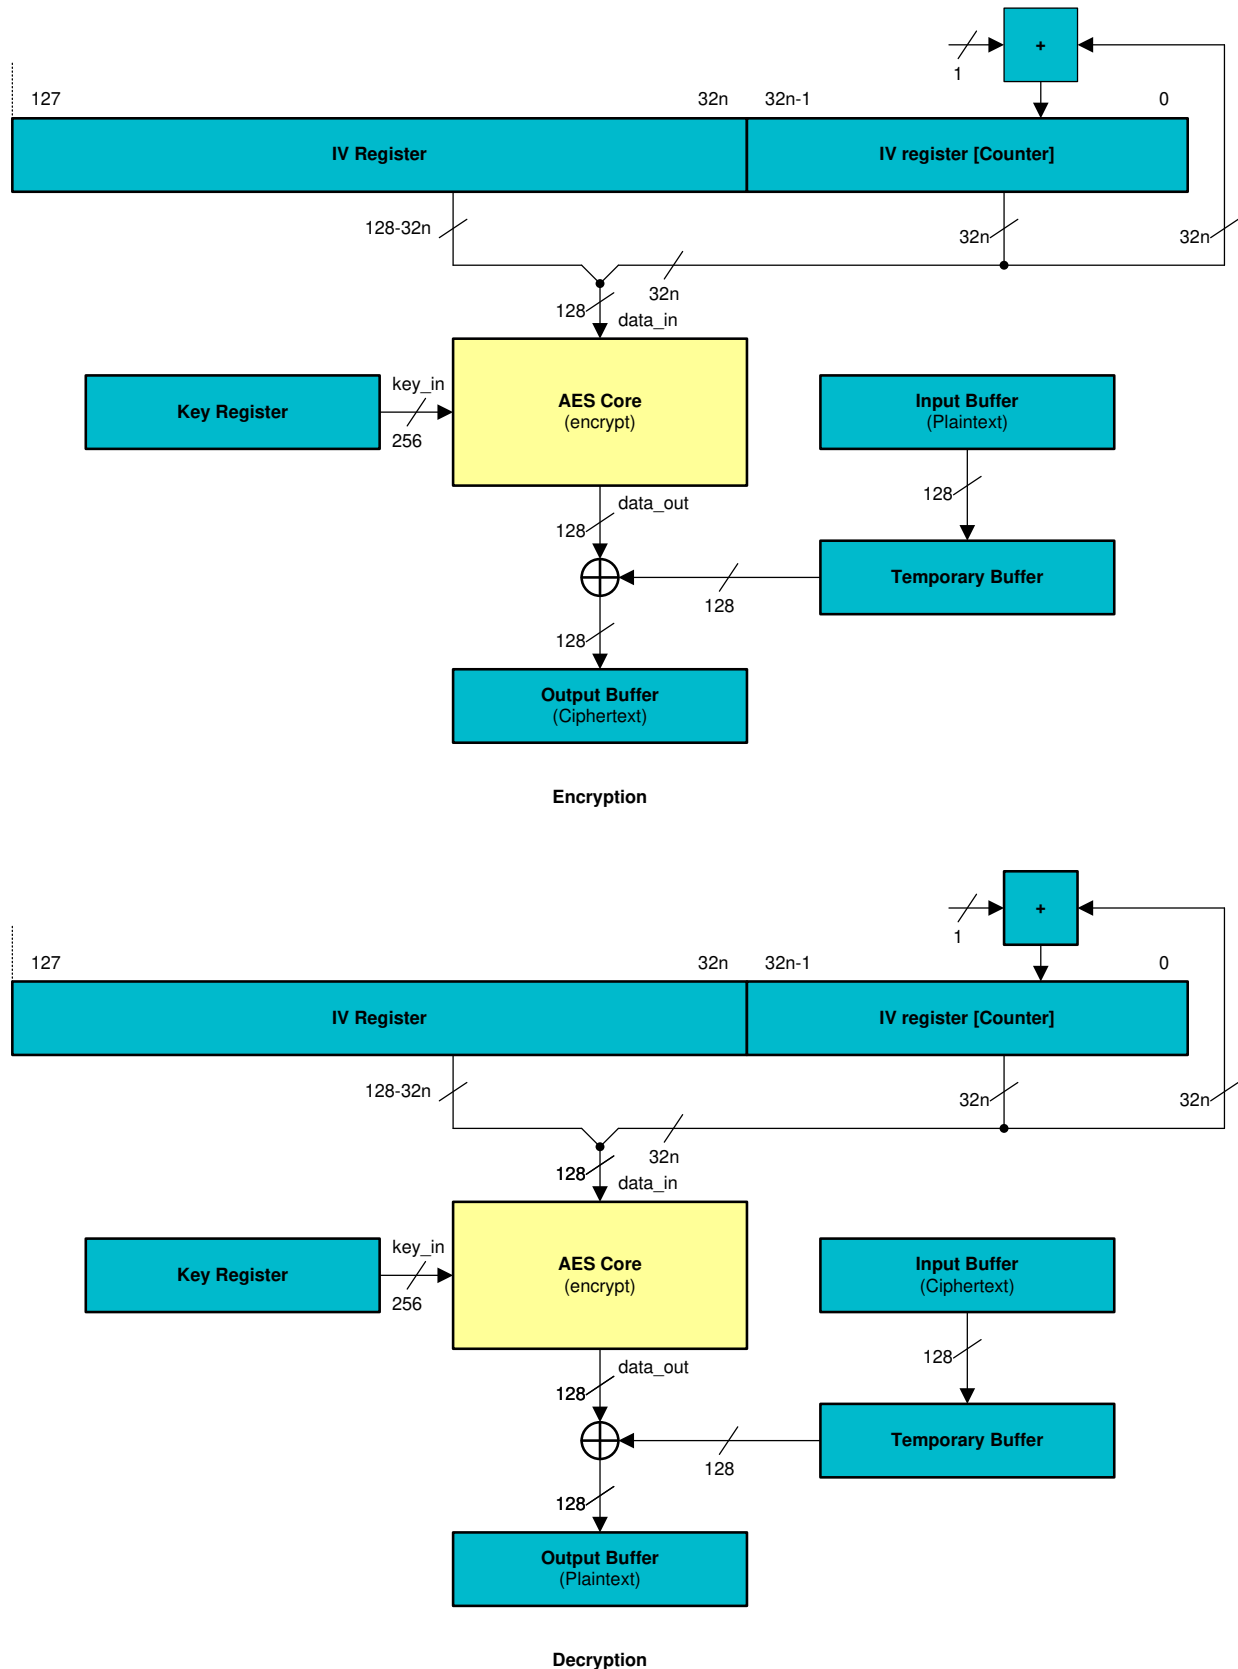 +
1
127
32n
32n-1
0
IV Register
IV register [Counter]
128-32n
32n
32n
32n
128
data_in
key_in
Key Register
256
AES Core
(encrypt)
Input Buffer
(Plaintext)
128
data_out
128
Temporary Buffer
128
128
Output Buffer
(Ciphertext)
Encryption
+
1
127
32n
32n-1
0
IV Register
IV register [Counter]
128-32n
32n
32n
32n
128
data_in
key_in
Key Register
256
AES Core
(encrypt)
Input Buffer
(Ciphertext)
128
data_out
128
Temporary Buffer
128
128
Output Buffer
(Plaintext)
Decryption